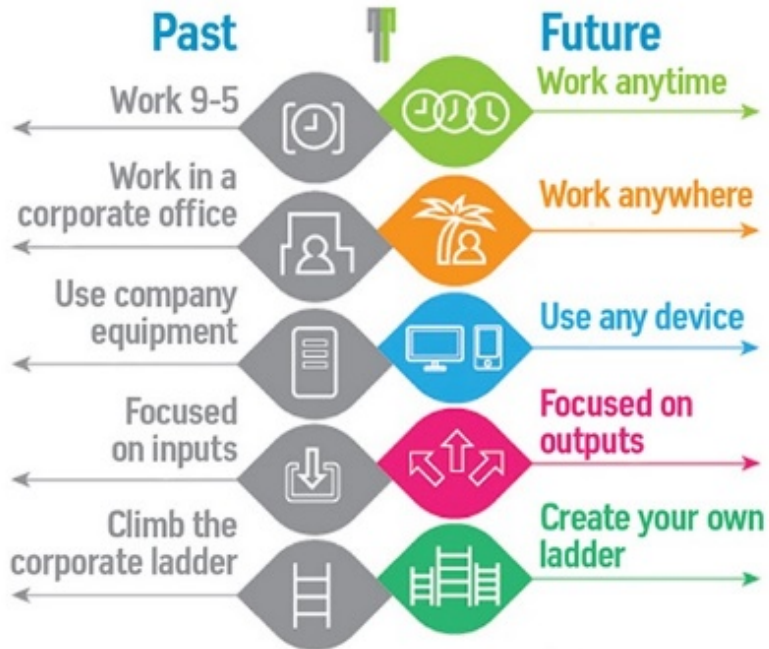 Past
Future
Work 9-5
Work anytime
Work in a
corporate office
Work anywhere
Use company
equipment
Use any device
Focused
on inputs
Focused on
outputs
Climb the
corporate ladder
Create your own
ladder